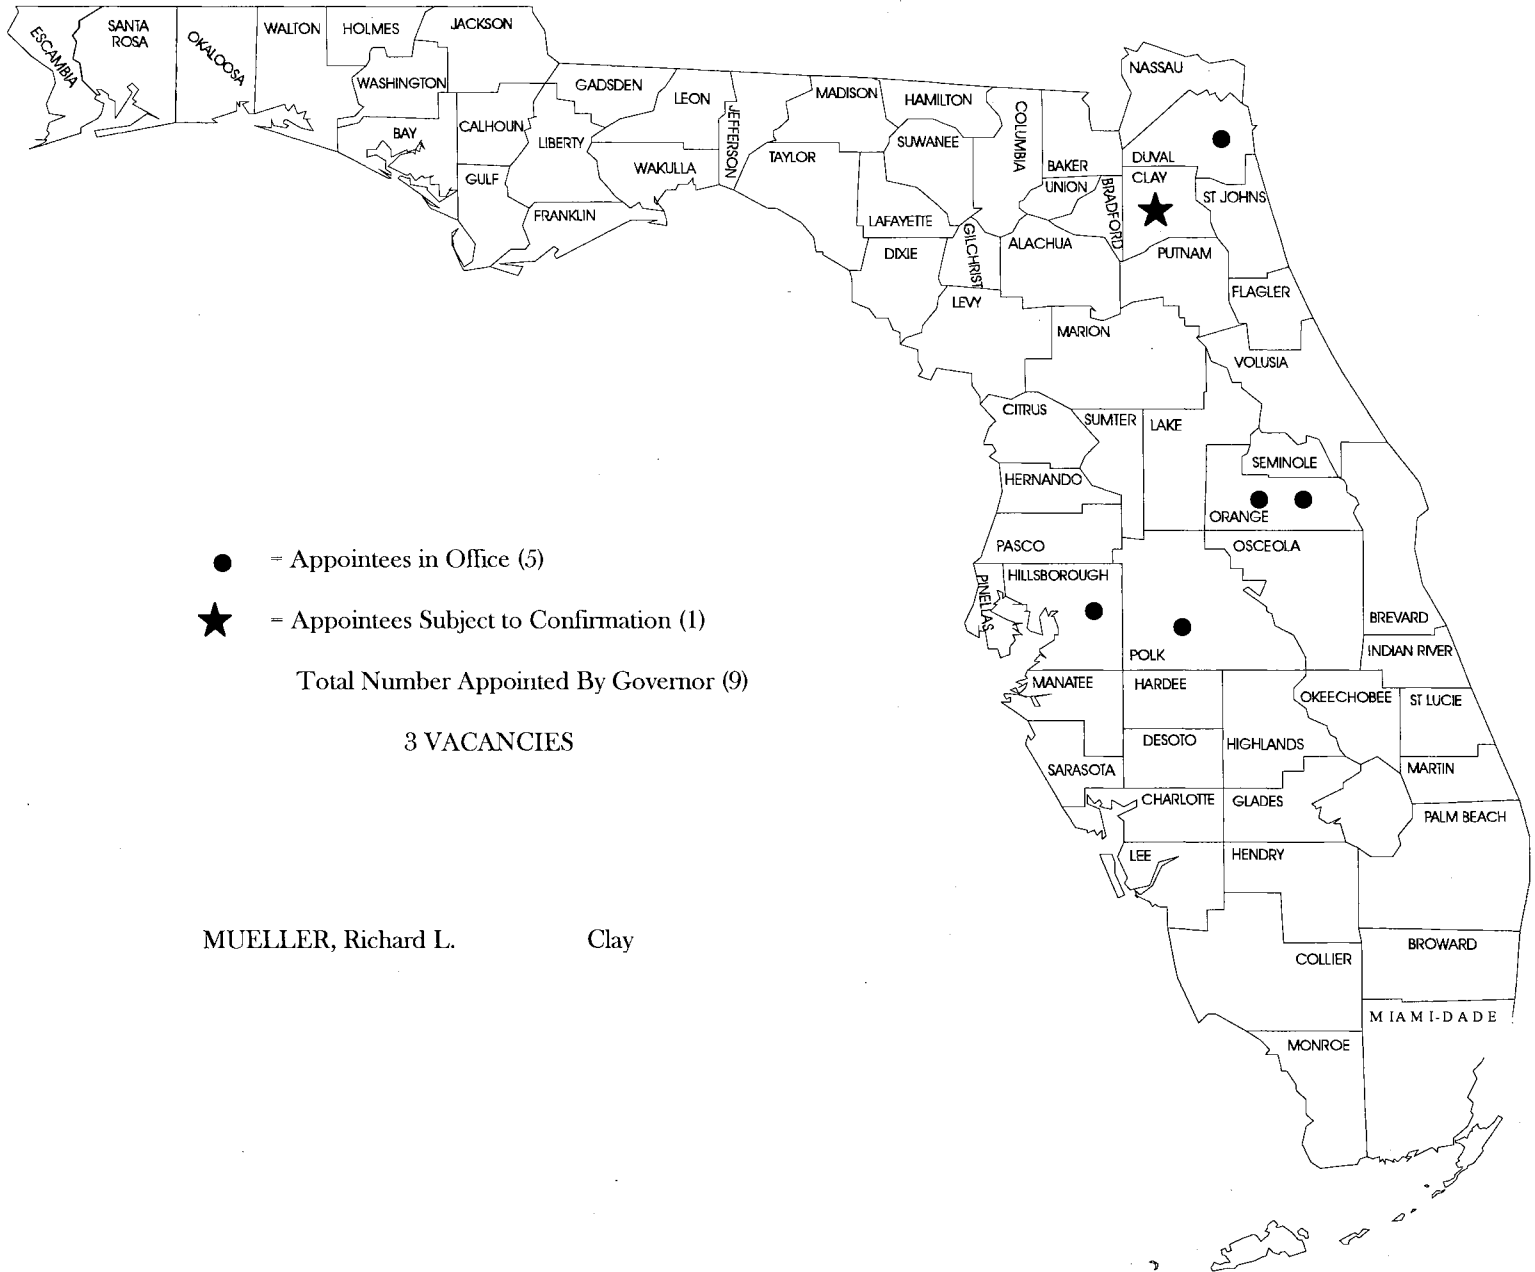 ESCAMBIA
SANTA
ROSA
OKALOOSA
WALTON
HOLMES
JACKSON
WASHINGTON
BAY
CALHOUN
GULF
GADSDEN
LIBERTY
FRANKLIN
LEON
WAKULLA
JEFFERSON
MADISON
TAYLOR
HAMILTON
SUWANEE
LAFAYETTE
DIXIE
COLUMBIA
GILCHRIST
LEVY
NASSAU
BAKER
UNION
BRADFORD
DUVAL
CLAY
ST JOHNS
ALACHUA
PUTNAM
FLAGLER
MARION
VOLUSIA
CITRUS
SUMTER
LAKE
SEMINOLE
HERNANDO
ORANGE
PASCO
OSCEOLA
HILLSBOROUGH
PINELLAS
POLK
BREVARD
INDIAN RIVER
MANATEE
HARDEE
OKEECHOBEE
ST LUCIE
DESOTO
HIGHLANDS
SARASOTA
MARTIN
CHARLOTTE
GLADES
PALM BEACH
LEE
HENDRY
BROWARD
COLLIER
MIAMI-DADE
MONROE
= Appointees in Office (5)
= Appointees Subject to Confirmation (1)
Total Number Appointed By Governor (9)
3 VACANCIES
MUELLER, Richard L. Clay